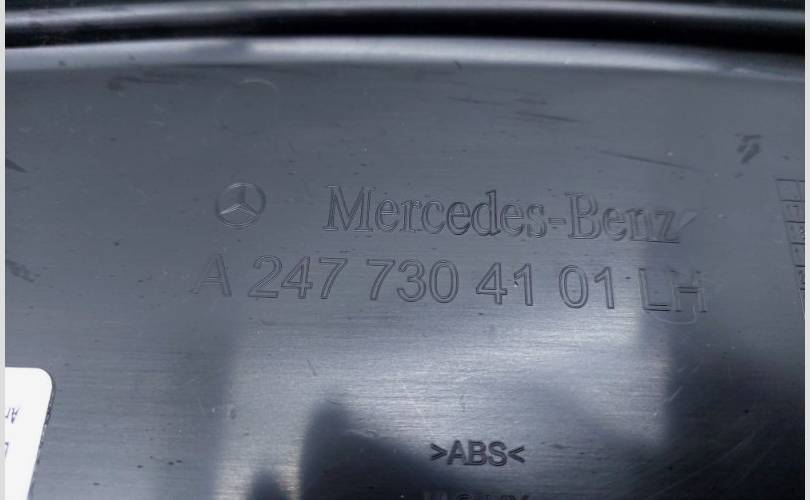 Mercedes-Benz
A 247 730 41 01 LH
>ABS<